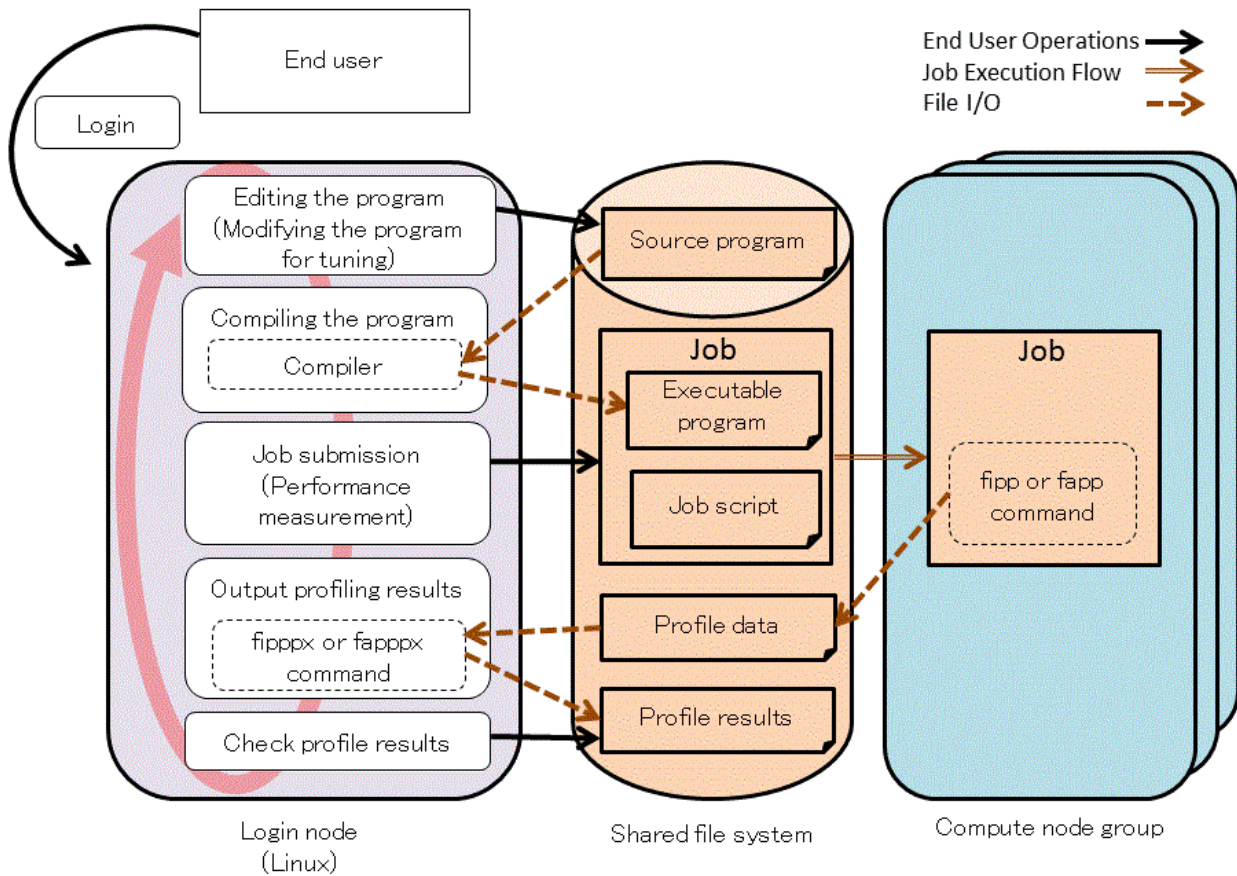 End user
End User Operations
Job Execution Flow
File I/O
Login
Editing the program
(Modifying the program
for tuning)
Compiling the program
Compiler
Job submission
(Performance
measurement)
Output profiling results
fipppx or fapppx
command
Check profile results
Login node
(Linux)
Source program
Job
Executable
program
Job script
Profile data
Profile results
Shared file system
Job
fipp or fapp
command
Compute node group